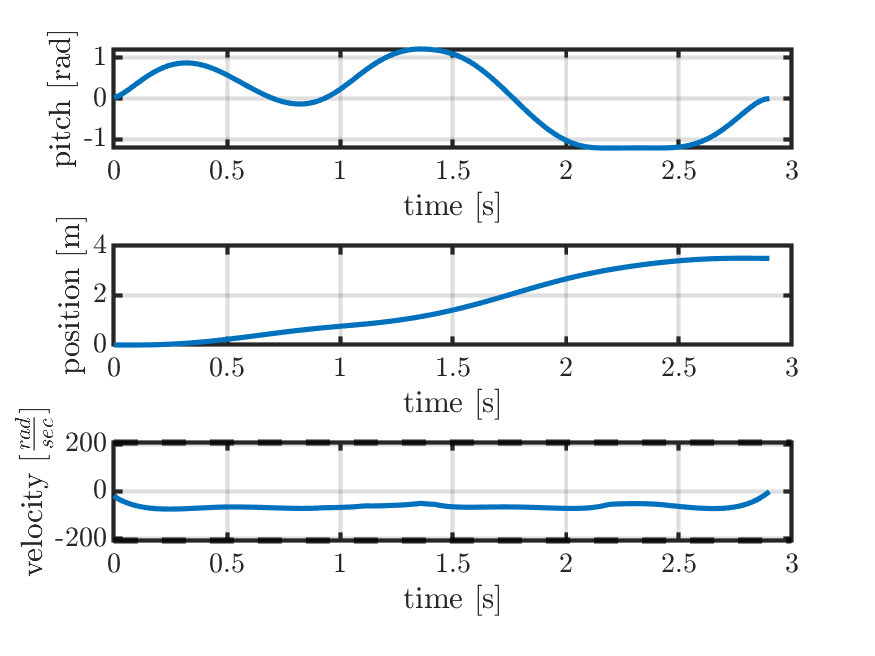 pitch [rad]
1
0
-1
0 0.5 1 1.5 2 2.5 3
time [s]
position [m]
4
2
0
0 0.5 1 1.5 2 2.5 3
time [s]
velocity [rad/sec]
200
0
-200
0 0.5 1 1.5 2 2.5 3
time [s]